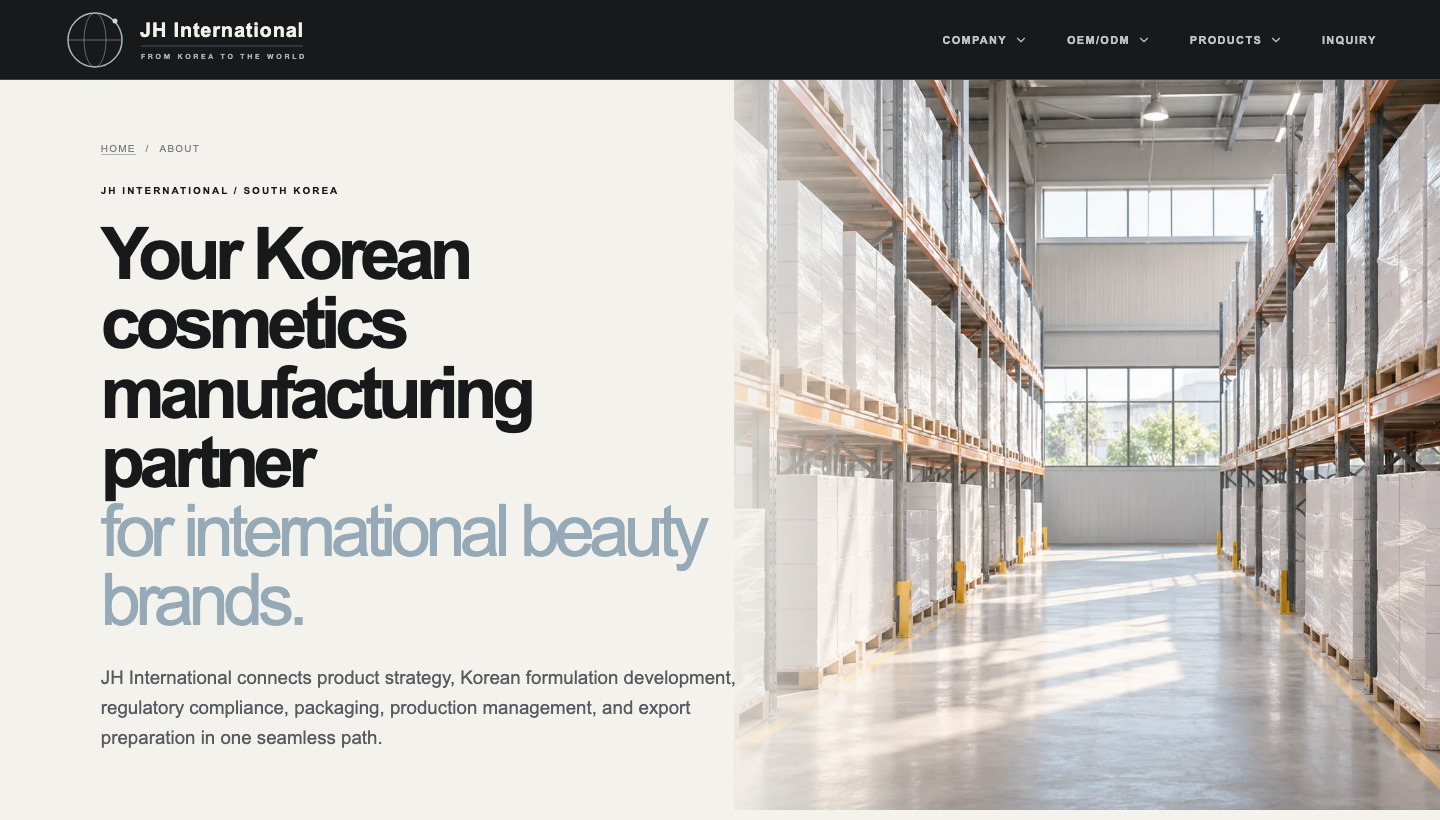 JH International
FROM KOREA TO THE WORLD
COMPANY
OEM/ODM
PRODUCTS
INQUIRY
HOME / ABOUT
JH INTERNATIONAL / SOUTH KOREA
Your Korean
cosmetics
manufacturing
partner
for international beauty
brands.
JH International connects product strategy, Korean formulation development,
regulatory compliance, packaging, production management, and export
preparation in one seamless path.